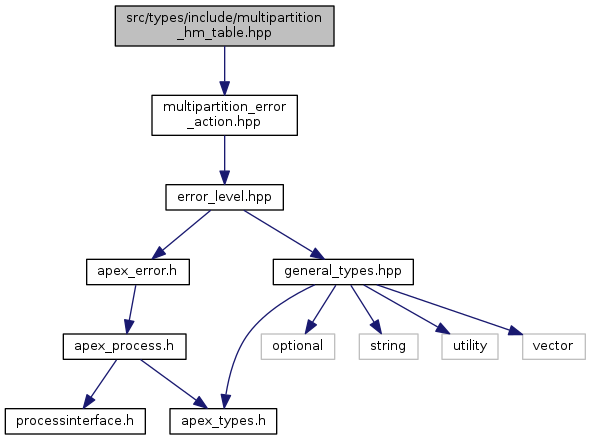 src/types/include/multipartition
_hm_table.hpp
multipartition_error
_action.hpp
error_level.hpp
apex_error.h
general_types.hpp
apex_process.h
optional
string
utility
vector
processinterface.h
apex_types.h